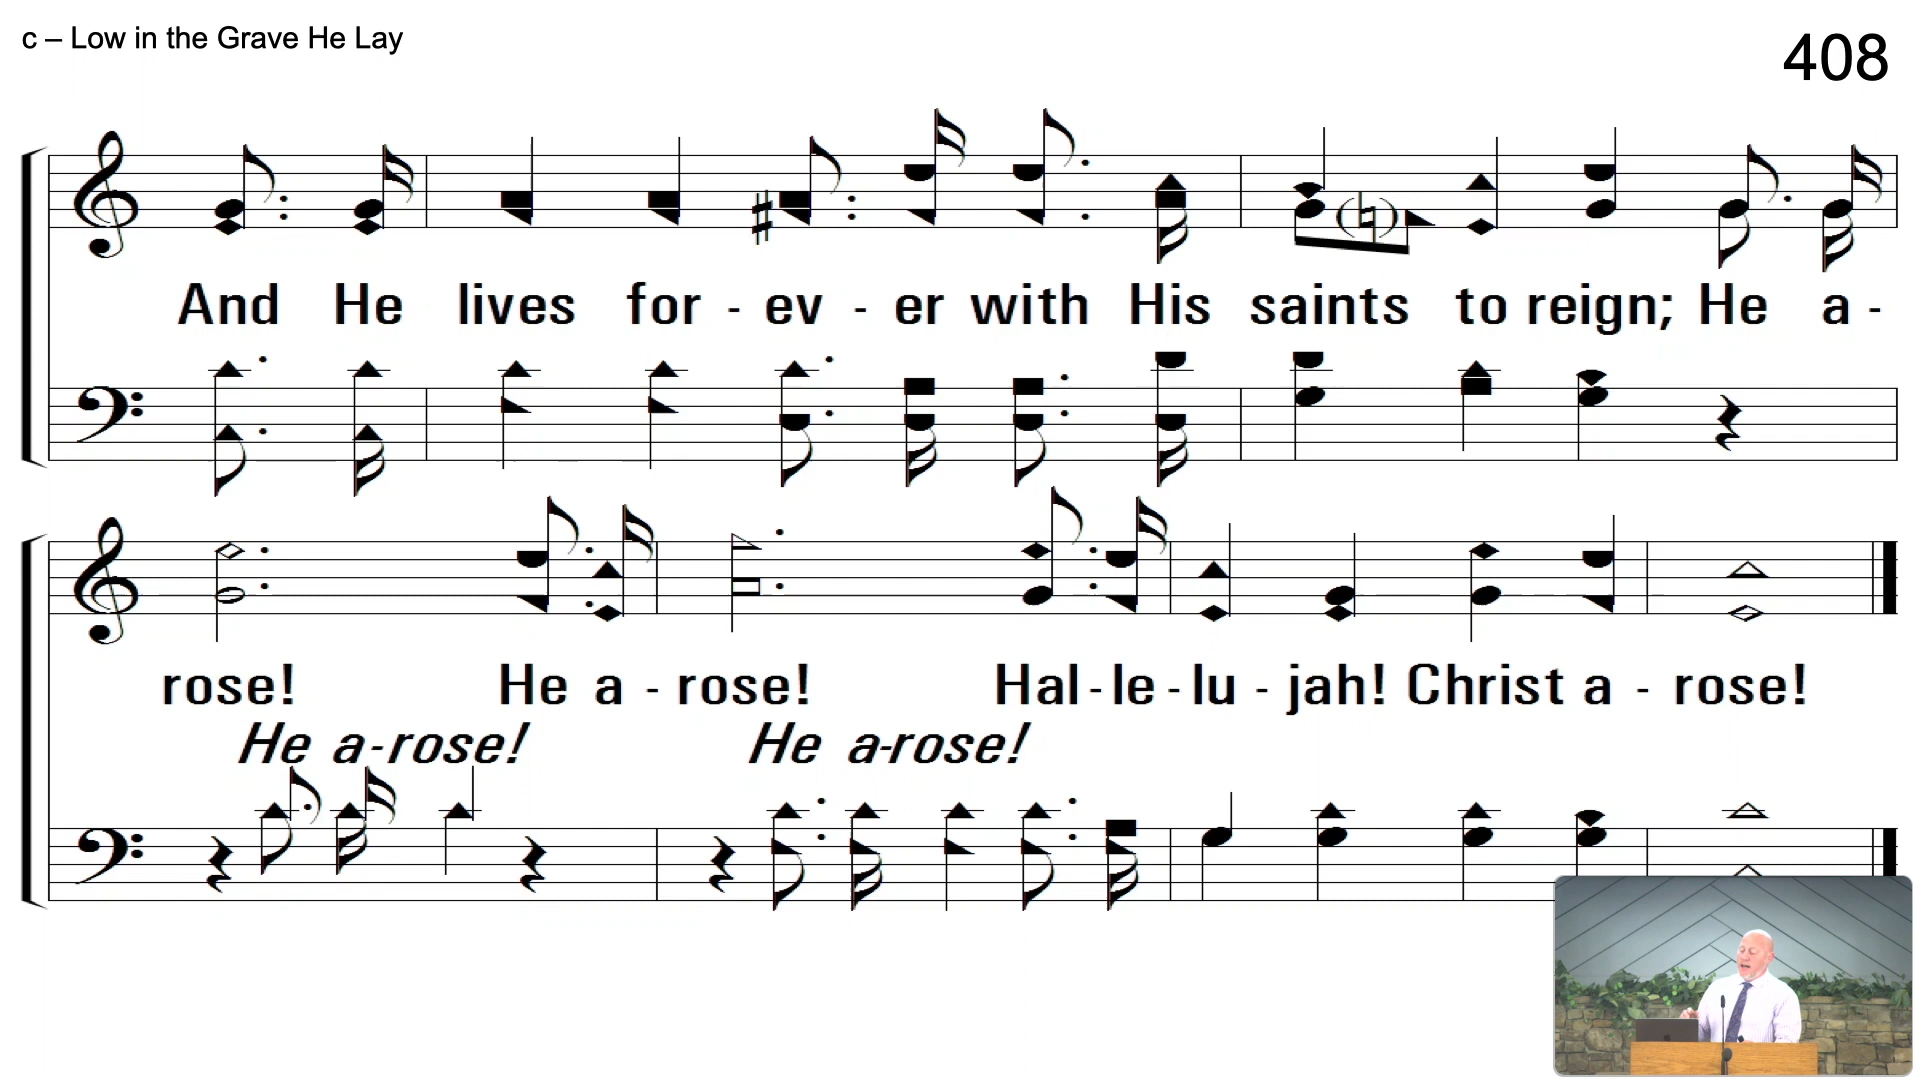 c – Low in the Grave He Lay
408
And He lives for - ev - er with His saints to reign; He a -
rose! He a - rose! Hal - le - lu - jah! Christ a - rose!
He a - rose! He a - rose!